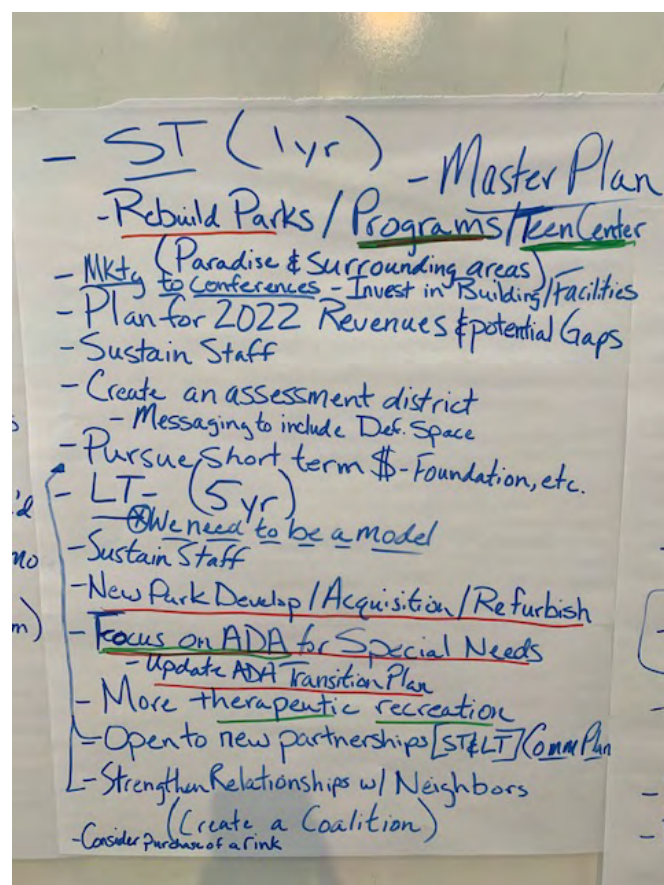 - ST (1yr)
- Master Plan
- Rebuild Parks / Programs / Teen Center
(Paradise & Surrounding areas)
- Mktg to Conferences - Invest in Building/Facilities
- Plan for 2022 Revenues & potential Gaps
- Sustain Staff
- Create an assessment district
- Messaging to include Def. Space
- Pursue Short term $ - Foundation, etc.
- LT - (5yr)
* We need to be a model
- Sustain Staff
- New Park Develop / Acquisition / Refurbish
- Focus on ADA for Special Needs
- Update ADA Transition Plan
- More therapeutic recreation
- Open to new partnerships [ST & LT] Comm Plan
- Strengthen Relationships w/ Neighbors
(Create a Coalition)
- Consider purchase of a rink